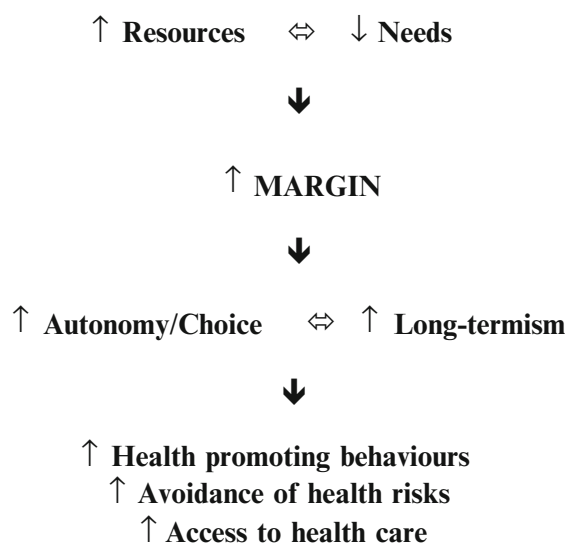 ↑ Resources ⇔ ↓ Needs
🡻
↑ MARGIN
🡻
↑ Autonomy/Choice ⇔ ↑ Long-termism
🡻
↑ Health promoting behaviours
↑ Avoidance of health risks
↑ Access to health care